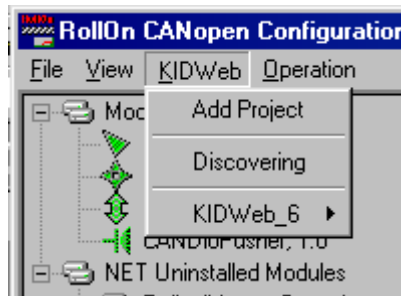 RollOn CANopen Configuration
File View KIDWeb Operation
Add Project
Discovering
KIDWeb_6
CANDioPusher, 1.0
NET Uninstalled Modules